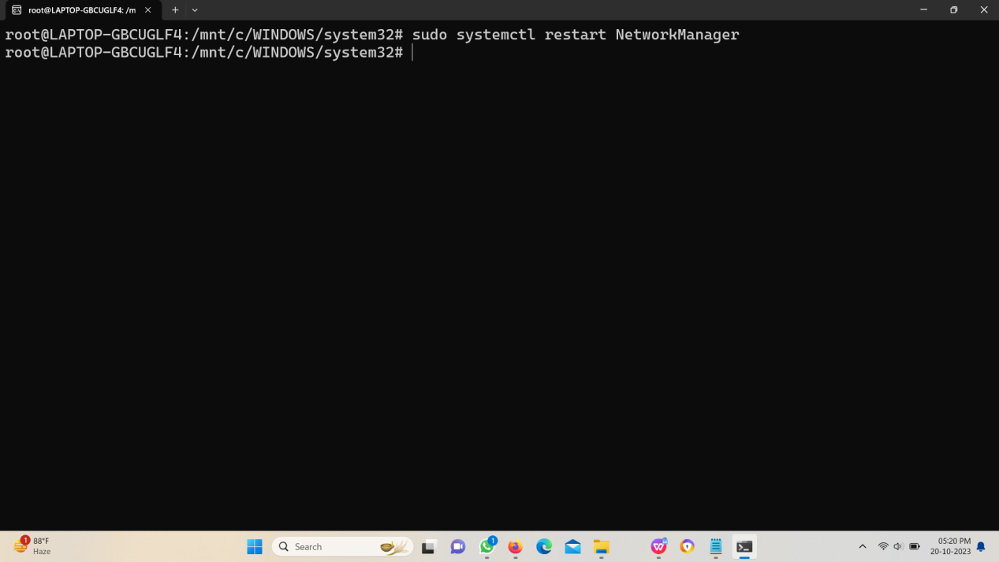 root@LAPTOP-GBCUGLF4: /m
root@LAPTOP-GBCUGLF4:/mnt/c/WINDOWS/system32# sudo systemctl restart NetworkManager
root@LAPTOP-GBCUGLF4:/mnt/c/WINDOWS/system32#
1
88°F
Haze
Search
1
05:20 PM
20-10-2023